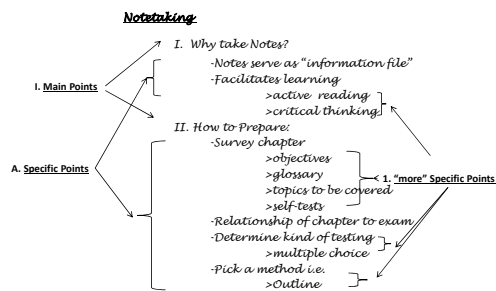 Notetaking
I. Why take Notes?
-Notes serve as "information file"
-Facilitates learning
>active reading
>critical thinking
I. Main Points
II. How to Prepare:
-Survey chapter
>objectives
>glossary
>topics to be covered
>self-tests
A. Specific Points
1. "more" Specific Points
-Relationship of chapter to exam
-Determine kind of testing
>multiple choice
-Pick a method i.e.
>Outline